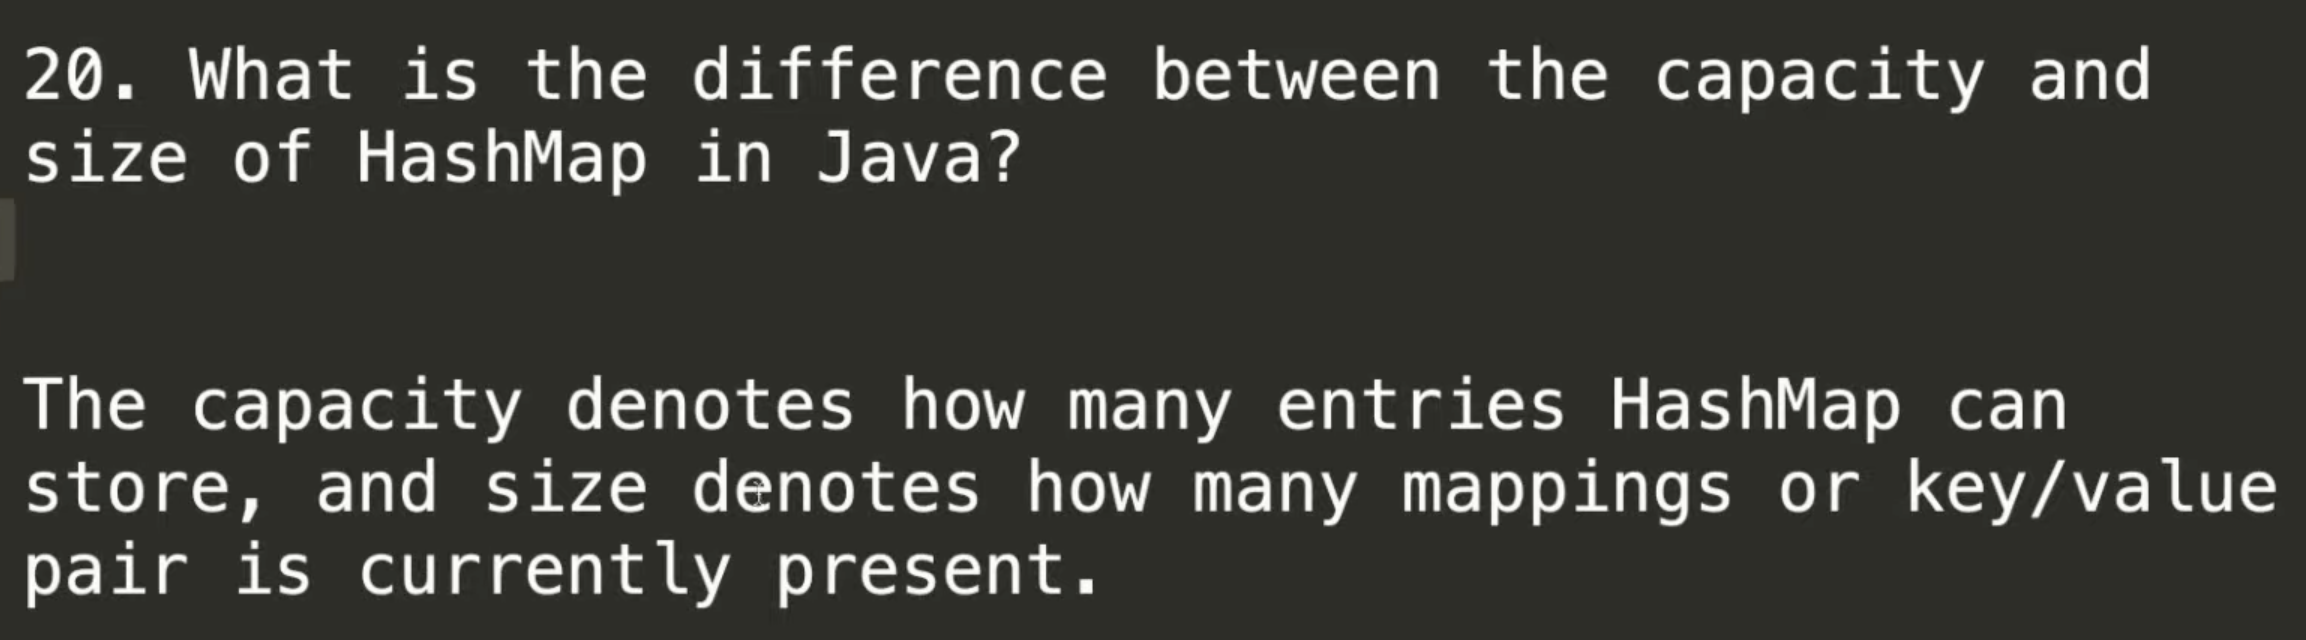 20. What is the difference between the capacity and
size of HashMap in Java?
The capacity denotes how many entries HashMap can
store, and size denotes how many mappings or key/value
pair is currently present.